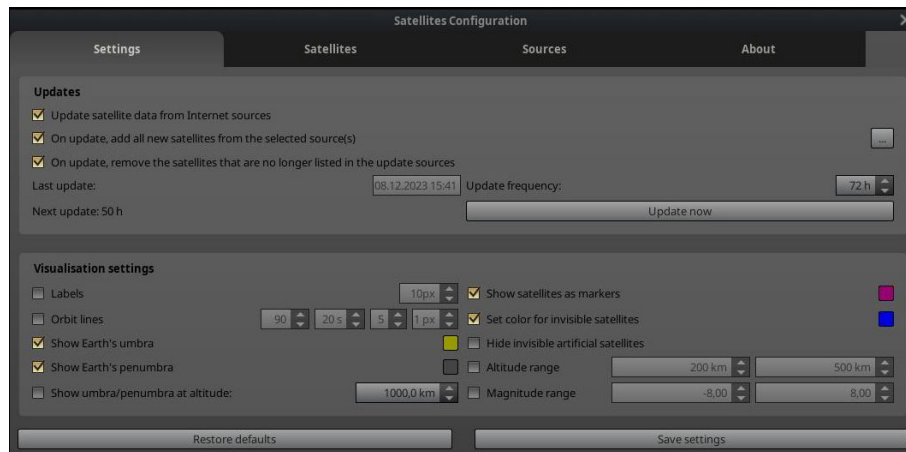 Satellites Configuration
Settings Satellites Sources About
Updates
Update satellite data from Internet sources
On update, add all new satellites from the selected source(s)
...
On update, remove the satellites that are no longer listed in the update sources
Last update: 08.12.2023 15:41 Update frequency: 72 h
Next update: 50 h Update now
Visualisation settings
Labels 10px Show satellites as markers
Orbit lines 90 20 s 5 1 px Set color for invisible satellites
Show Earth's umbra Hide invisible artificial satellites
Show Earth's penumbra Altitude range 200 km 500 km
Show umbra/penumbra at altitude: 1000,0 km Magnitude range -8,00 8,00
Restore defaults Save settings